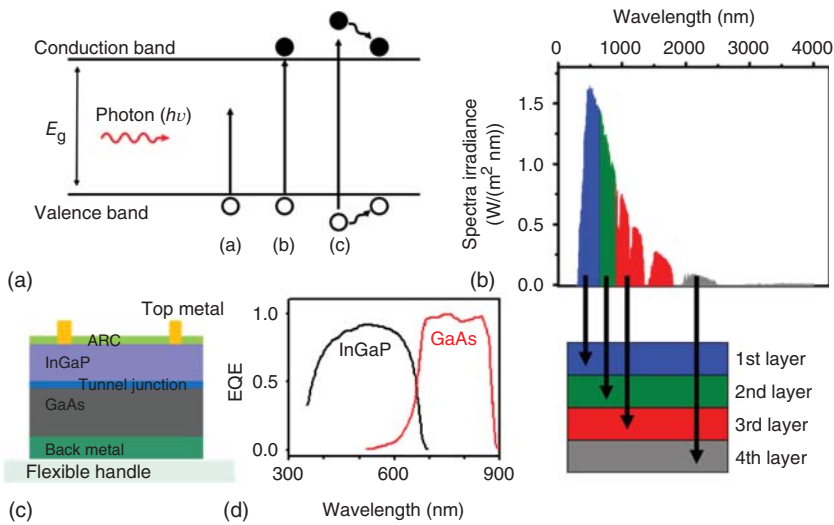 Conduction band
E_g
Photon (hν)
Valence band
(a)
(b)
(c)
(a)
Wavelength (nm)
0
1000
2000
3000
4000
Spectra irradiance
(W/(m² nm))
1.5
1.0
0.5
0.0
(b)
1st layer
2nd layer
3rd layer
4th layer
Top metal
ARC
InGaP
Tunnel junction
GaAs
Back metal
Flexible handle
(c)
EQE
1.0
0.5
0.0
InGaP
GaAs
300
600
900
Wavelength (nm)
(d)